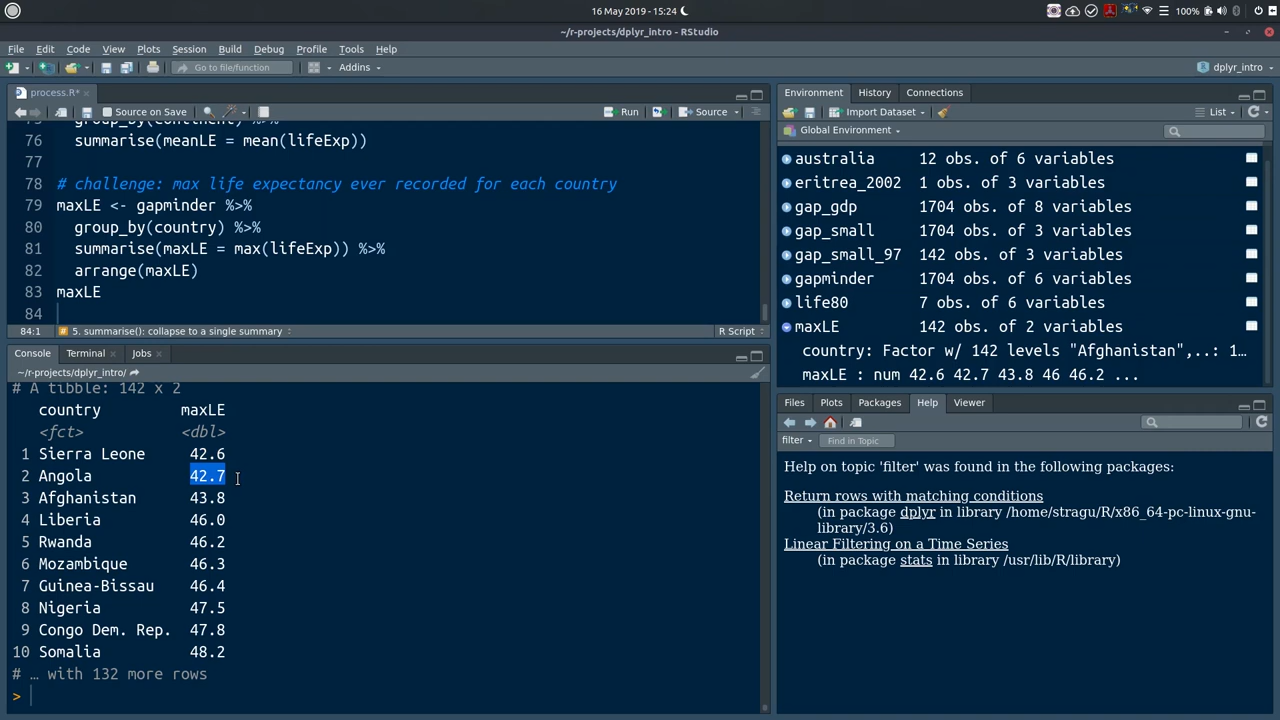 16 May 2019 - 15:24
100%
~/r-projects/dplyr_intro - RStudio
File Edit Code View Plots Session Build Debug Profile Tools Help
Go to file/function
Addins
dplyr_intro
process.R*
Source on Save
Run
Source
group_by(continent) %>%
76 summarise(meanLE = mean(lifeExp))
77
78 # challenge: max life expectancy ever recorded for each country
79 maxLE <- gapminder %>%
80 group_by(country) %>%
81 summarise(maxLE = max(lifeExp)) %>%
82 arrange(maxLE)
83 maxLE
84
84:1 # 5. summarise(): collapse to a single summary
R Script
Console Terminal Jobs
~/r-projects/dplyr_intro/
# A tibble: 142 x 2
country maxLE
<fct> <dbl>
1 Sierra Leone 42.6
2 Angola 42.7
3 Afghanistan 43.8
4 Liberia 46.0
5 Rwanda 46.2
6 Mozambique 46.3
7 Guinea-Bissau 46.4
8 Nigeria 47.5
9 Congo Dem. Rep. 47.8
10 Somalia 48.2
# … with 132 more rows
>
Environment History Connections
Import Dataset
List
Global Environment
australia 12 obs. of 6 variables
eritrea_2002 1 obs. of 3 variables
gap_gdp 1704 obs. of 8 variables
gap_small 1704 obs. of 3 variables
gap_small_97 142 obs. of 3 variables
gapminder 1704 obs. of 6 variables
life80 7 obs. of 6 variables
maxLE 142 obs. of 2 variables
country: Factor w/ 142 levels "Afghanistan",..: 1…
maxLE : num 42.6 42.7 43.8 46 46.2 ...
Files Plots Packages Help Viewer
filter
Find in Topic
Help on topic 'filter' was found in the following packages:
Return rows with matching conditions
(in package dplyr in library /home/stragu/R/x86_64-pc-linux-gnu-
library/3.6)
Linear Filtering on a Time Series
(in package stats in library /usr/lib/R/library)